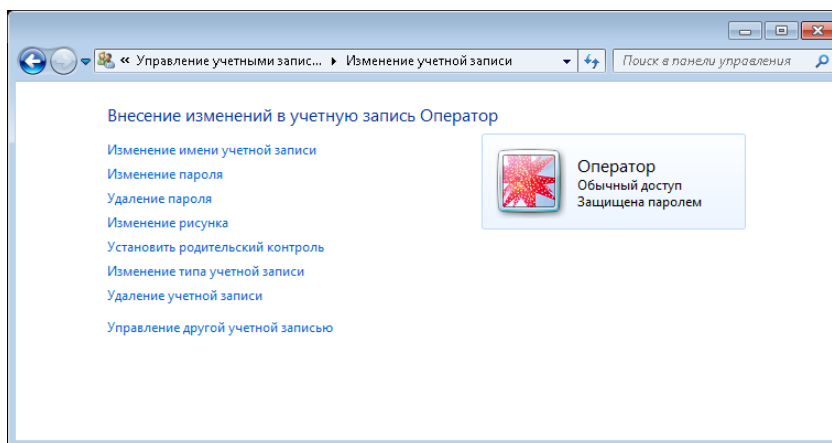 « Управление учетными запис... ▸ Изменение учетной записи
Поиск в панели управления
Внесение изменений в учетную запись Оператор
Изменение имени учетной записи
Изменение пароля
Удаление пароля
Изменение рисунка
Установить родительский контроль
Изменение типа учетной записи
Удаление учетной записи
Управление другой учетной записью
Оператор
Обычный доступ
Защищена паролем